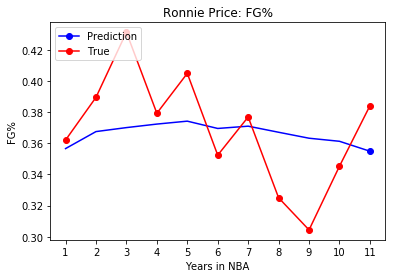 Ronnie Price: FG%
Prediction
True
FG%
0.42
0.40
0.38
0.36
0.34
0.32
0.30
1 2 3 4 5 6 7 8 9 10 11
Years in NBA